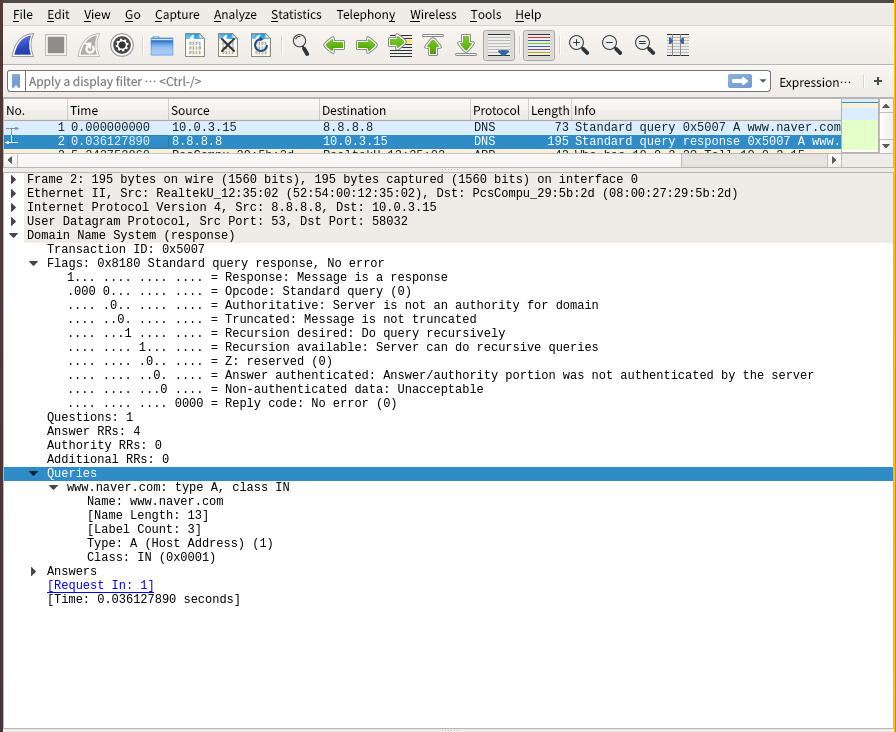 File Edit View Go Capture Analyze Statistics Telephony Wireless Tools Help
Apply a display filter ··· <Ctrl-/> Expression···  +
No. Time Source Destination Protocol Length Info
1 0.000000000 10.0.3.15 8.8.8.8 DNS 73 Standard query 0x5007 A www.naver.com
2 0.036127890 8.8.8.8 10.0.3.15 DNS 195 Standard query response 0x5007 A www.
Frame 2: 195 bytes on wire (1560 bits), 195 bytes captured (1560 bits) on interface 0
Ethernet II, Src: RealtekU_12:35:02 (52:54:00:12:35:02), Dst: PcsCompu_29:5b:2d (08:00:27:29:5b:2d)
Internet Protocol Version 4, Src: 8.8.8.8, Dst: 10.0.3.15
User Datagram Protocol, Src Port: 53, Dst Port: 58032
Domain Name System (response)
Transaction ID: 0x5007
Flags: 0x8180 Standard query response, No error
1... .... .... .... = Response: Message is a response
.000 0... .... .... = Opcode: Standard query (0)
.... .0.. .... .... = Authoritative: Server is not an authority for domain
.... ..0. .... .... = Truncated: Message is not truncated
.... ...1 .... .... = Recursion desired: Do query recursively
.... .... 1... .... = Recursion available: Server can do recursive queries
.... .... .0.. .... = Z: reserved (0)
.... .... ..0. .... = Answer authenticated: Answer/authority portion was not authenticated by the server
.... .... ...0 .... = Non-authenticated data: Unacceptable
.... .... .... 0000 = Reply code: No error (0)
Questions: 1
Answer RRs: 4
Authority RRs: 0
Additional RRs: 0
Queries
www.naver.com: type A, class IN
Name: www.naver.com
[Name Length: 13]
[Label Count: 3]
Type: A (Host Address) (1)
Class: IN (0x0001)
Answers
[Request In: 1]
[Time: 0.036127890 seconds]